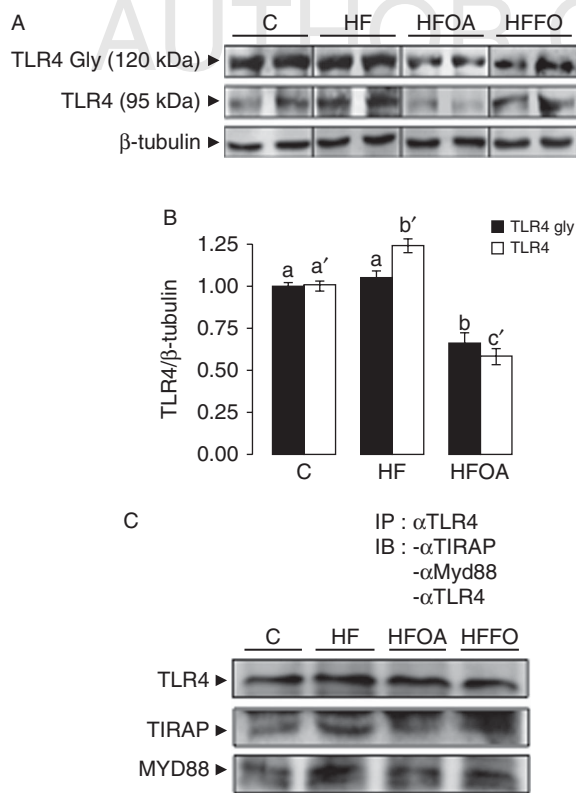 AUTHOR C
A
C HF HFOA HFFO
TLR4 Gly (120 kDa)
TLR4 (95 kDa)
β-tubulin
B
TLR4 gly
TLR4
TLR4/β-tubulin
1.25
1.00
0.75
0.50
0.25
0.00
a a′ a b′ b c′
C HF HFOA
C
IP : αTLR4
IB : -αTIRAP
-αMyd88
-αTLR4
C HF HFOA HFFO
TLR4
TIRAP
MYD88